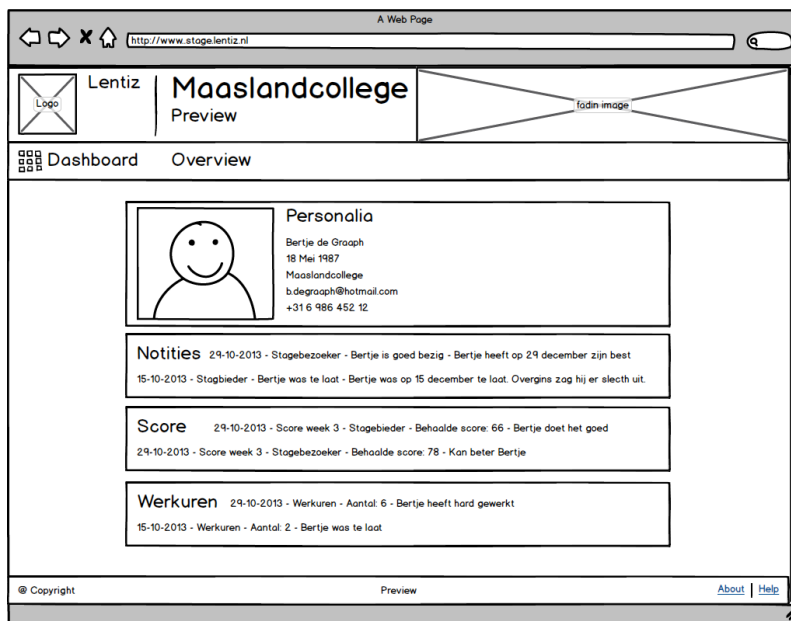 A Web Page
http://www.stage.lentiz.nl
Logo
Lentiz
Maaslandcollege
Preview
fadin image
Dashboard
Overview
Personalia
Bertje de Graaph
18 Mei 1987
Maaslandcollege
b.degraaph@hotmail.com
+31 6 986 452 12
Notities 29-10-2013 - Stagebezoeker - Bertje is goed bezig - Bertje heeft op 29 december zijn best
15-10-2013 - Stagbieder - Bertje was te laat - Bertje was op 15 december te laat. Overgins zag hij er slecth uit.
Score 29-10-2013 - Score week 3 - Stagebieder - Behaalde score: 66 - Bertje doet het goed
29-10-2013 - Score week 3 - Stagebezoeker - Behaalde score: 78 - Kan beter Bertje
Werkuren 29-10-2013 - Werkuren - Aantal: 6 - Bertje heeft hard gewerkt
15-10-2013 - Werkuren - Aantal: 2 - Bertje was te laat
@ Copyright Preview About | Help